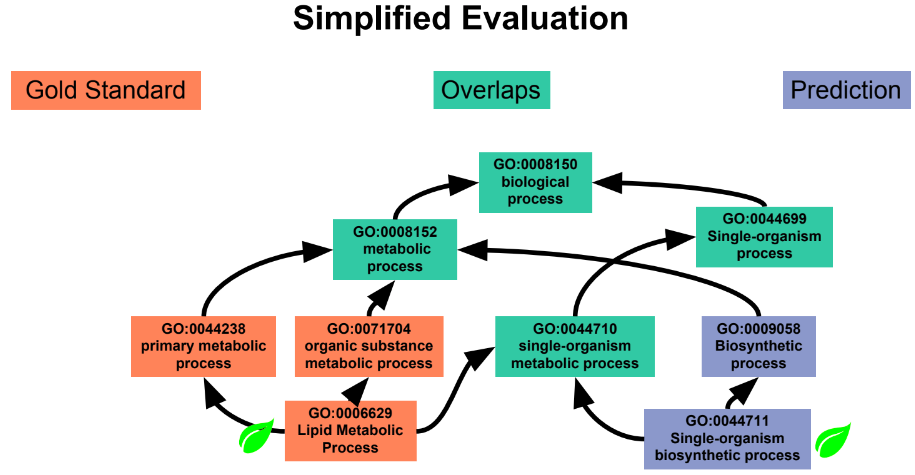 Simplified Evaluation
Gold Standard
Overlaps
Prediction
GO:0008150
biological
process
GO:0044699
Single-organism
process
GO:0008152
metabolic
process
GO:0044238
primary metabolic
process
GO:0071704
organic substance
metabolic process
GO:0044710
single-organism
metabolic process
GO:0009058
Biosynthetic
process
GO:0006629
Lipid Metabolic
Process
GO:0044711
Single-organism
biosynthetic process